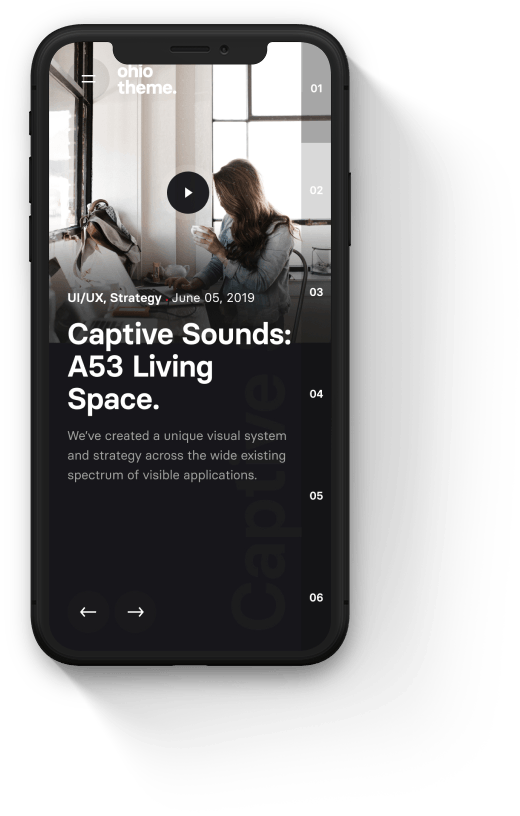 ohio
theme.
01
02
03
UI/UX, Strategy June 05, 2019
Captive Sounds:
A53 Living
Space.
We've created a unique visual system
and strategy across the wide existing
spectrum of visible applications.
04
05
06
Captive